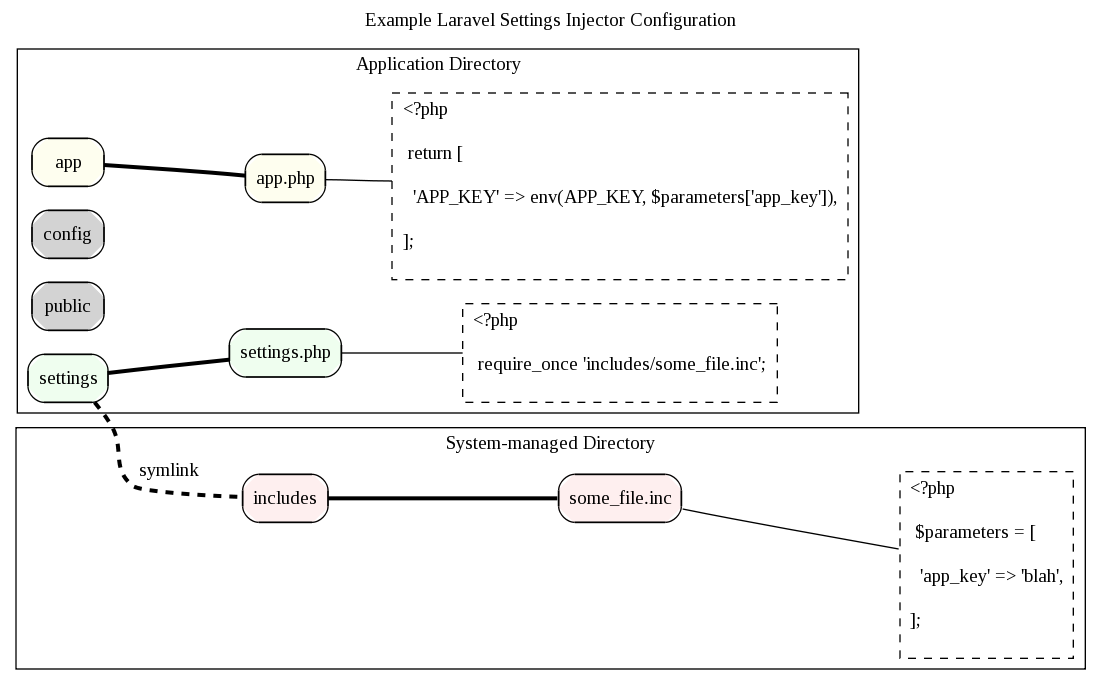 Example Laravel Settings Injector Configuration
Application Directory
<?php
return [
'APP_KEY' => env(APP_KEY, $parameters['app_key']),
];
app
app.php
config
public
settings
settings.php
<?php
require_once 'includes/some_file.inc';
System-managed Directory
symlink
includes
some_file.inc
<?php
$parameters = [
'app_key' => 'blah',
];